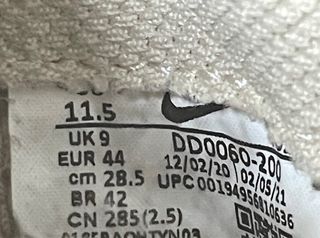 11.5
UK 9 DD0060-200
EUR 44 12/02/20 02/05/21
cm 28.5 UPC 00194956810636
BR 42
CN 285(2.5)